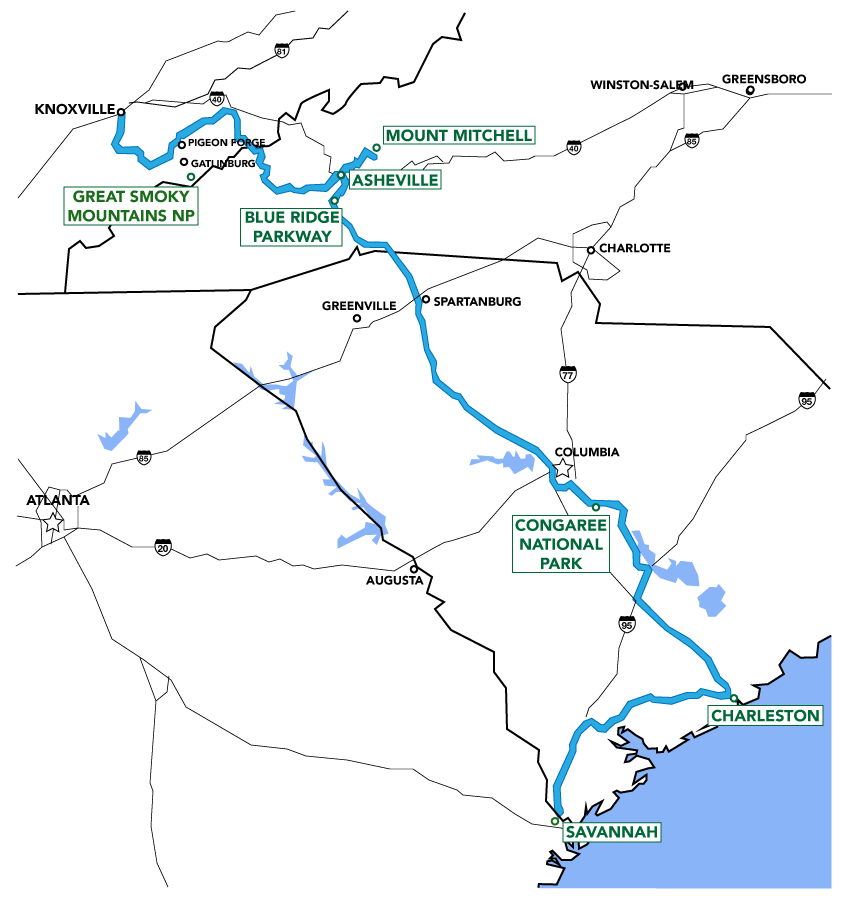 81
WINSTON-SALEM
GREENSBORO
40
KNOXVILLE
MOUNT MITCHELL
85
PIGEON FORGE
40
GATLINBURG
ASHEVILLE
GREAT SMOKY
MOUNTAINS NP
BLUE RIDGE
PARKWAY
CHARLOTTE
GREENVILLE
SPARTANBURG
77
95
COLUMBIA
85
ATLANTA
CONGAREE
NATIONAL
PARK
20
AUGUSTA
95
CHARLESTON
SAVANNAH